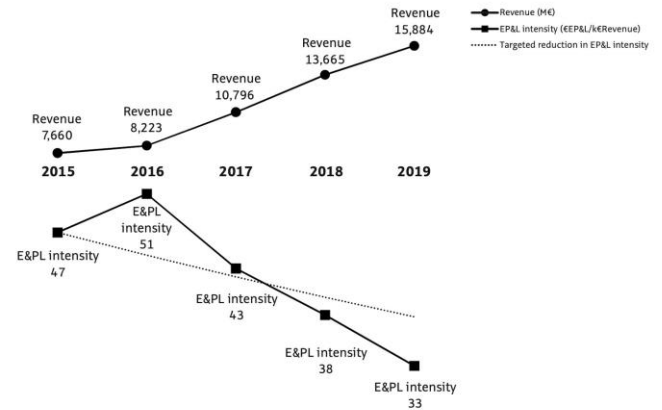 Revenue (M€)
EP&L intensity (€EP&L/k€Revenue)
Targeted reduction in EP&L intensity
Revenue
15,884
Revenue
13,665
Revenue
10,796
Revenue
8,223
Revenue
7,660
2015 2016 2017 2018 2019
E&PL
intensity
51
E&PL intensity
47
E&PL intensity
43
E&PL intensity
38
E&PL intensity
33